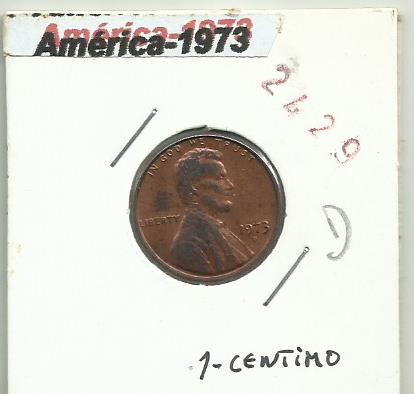 América-1973
2629
IN GOD WE TRUST
LIBERTY
1973
D
D
1-CENTIMO